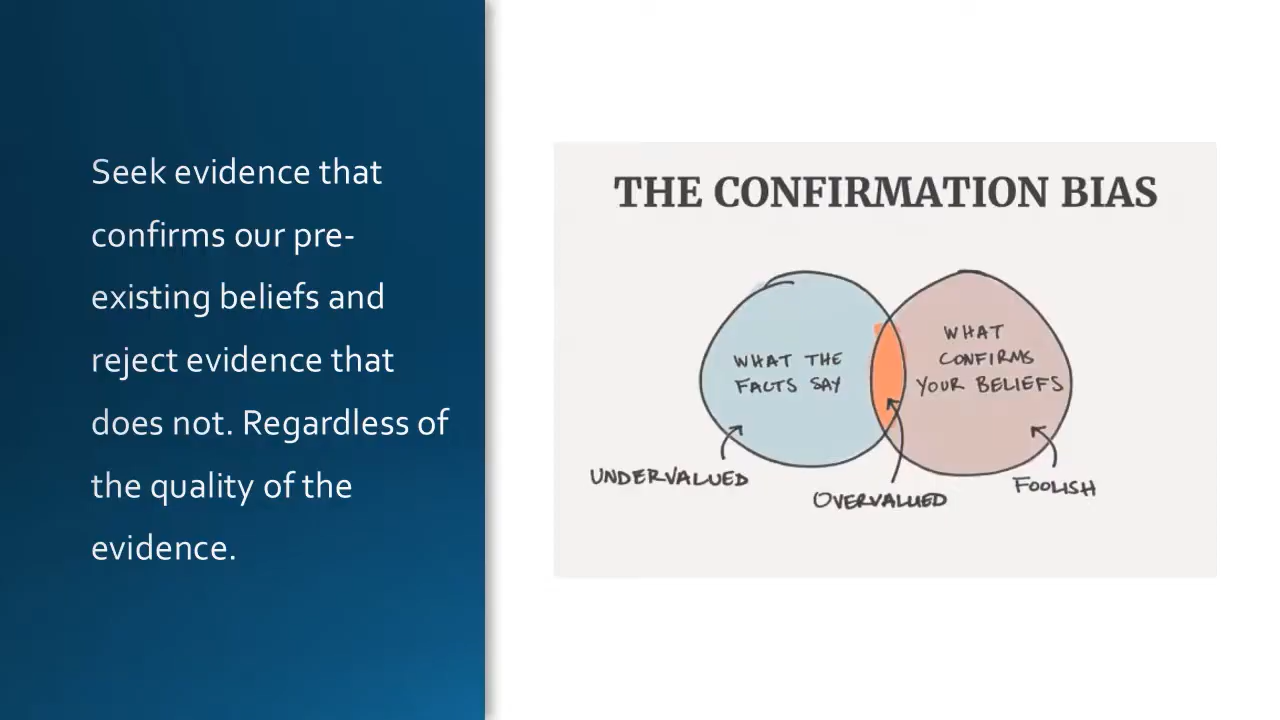 Seek evidence that
confirms our pre-
existing beliefs and
reject evidence that
does not. Regardless of
the quality of the
evidence.
THE CONFIRMATION BIAS
WHAT THE
FACTS SAY
WHAT
CONFIRMS
YOUR BELIEFS
UNDERVALUED
OVERVALUED
FOOLISH